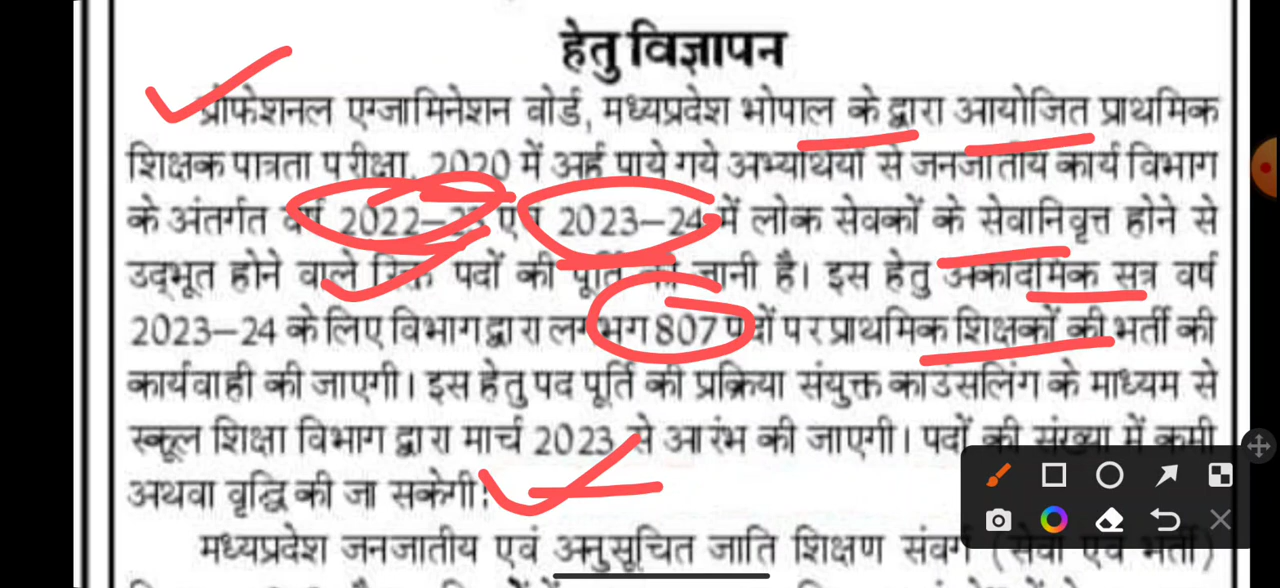 हेतु विज्ञापन
प्रोफेशनल एग्जामिनेशन बोर्ड, मध्यप्रदेश भोपाल के द्वारा आयोजित प्राथमिक
शिक्षक पात्रता परीक्षा, 2020 में अर्ह पाये गये अभ्यर्थियों से जनजातीय कार्य विभाग
के अंतर्गत वर्ष 2022–23 एवं 2023–24 में लोक सेवकों के सेवानिवृत्त होने से
उद्भूत होने वाले रिक्त पदों की पूर्ति की जानी है। इस हेतु अकादमिक सत्र वर्ष
2023–24 के लिए विभाग द्वारा लगभग 807 पदों पर प्राथमिक शिक्षकों की भर्ती की
कार्यवाही की जाएगी। इस हेतु पद पूर्ति की प्रक्रिया संयुक्त काउंसलिंग के माध्यम से
स्कूल शिक्षा विभाग द्वारा मार्च 2023 से आरंभ की जाएगी। पदों की संख्या में कमी
अथवा वृद्धि की जा सकेगी।
मध्यप्रदेश जनजातीय एवं अनुसूचित जाति शिक्षण संवर्ग (सेवा एवं भर्ती)